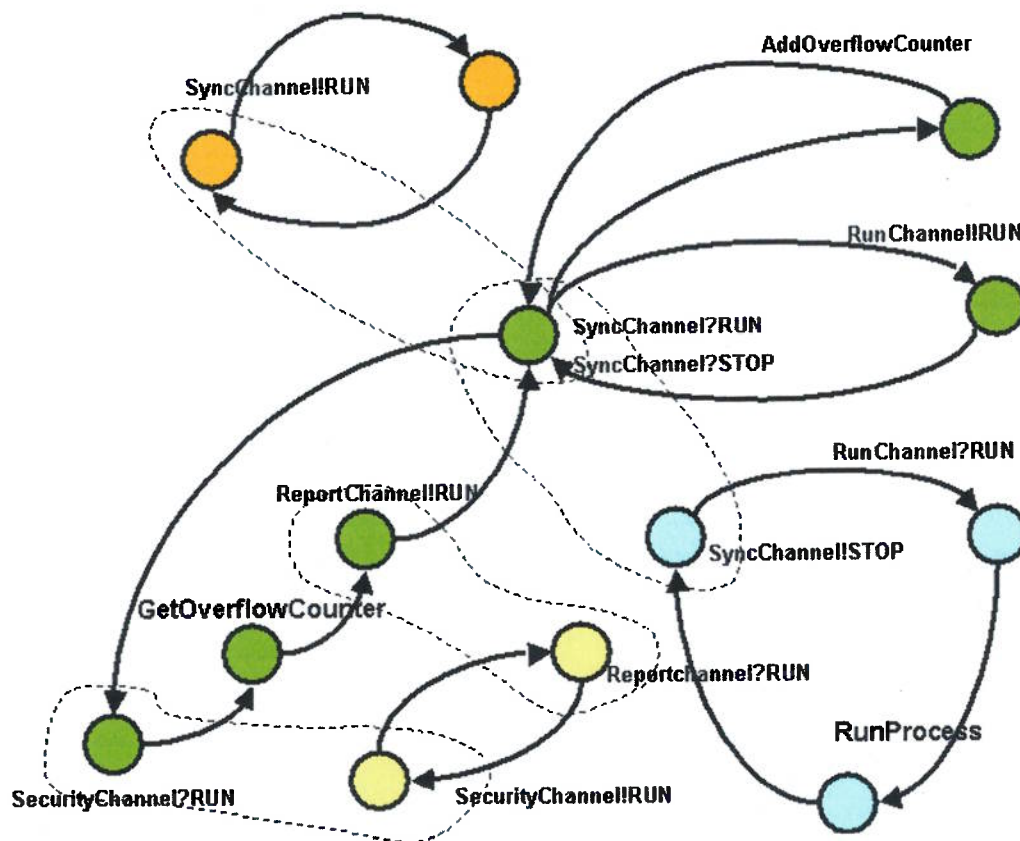 AddOverflowCounter
SyncChannel!RUN
RunChannel!RUN
SyncChannel?RUN
SyncChannel?STOP
RunChannel?RUN
ReportChannel!RUN
SyncChannel!STOP
GetOverflowCounter
Reportchannel?RUN
RunProcess
SecurityChannel?RUN
SecurityChannel!RUN